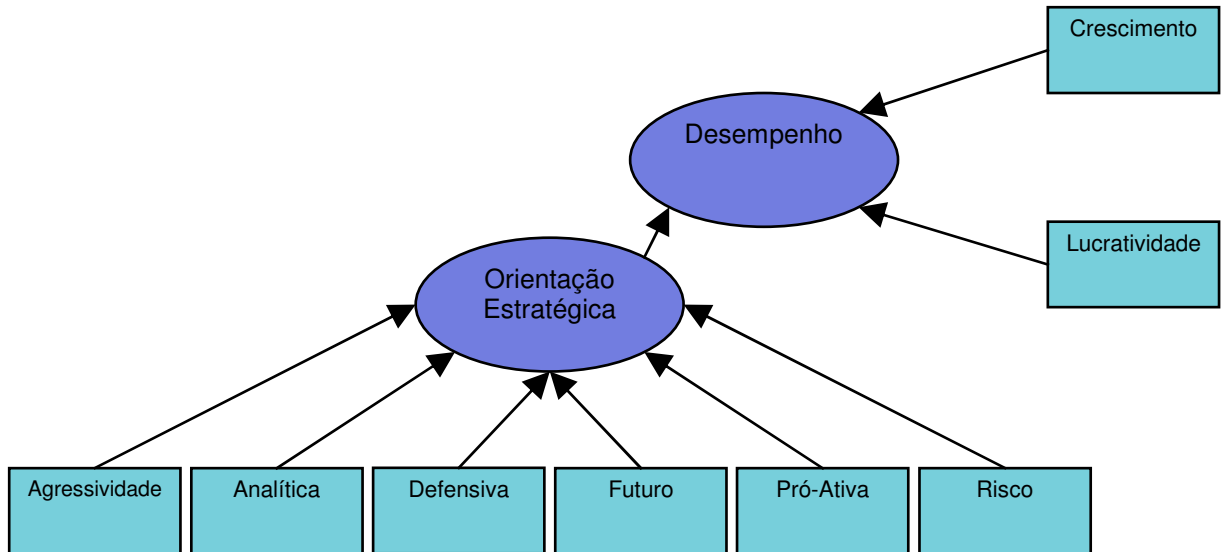 Crescimento
Desempenho
Lucratividade
Orientação
Estratégica
Agressividade
Analítica
Defensiva
Futuro
Pró-Ativa
Risco